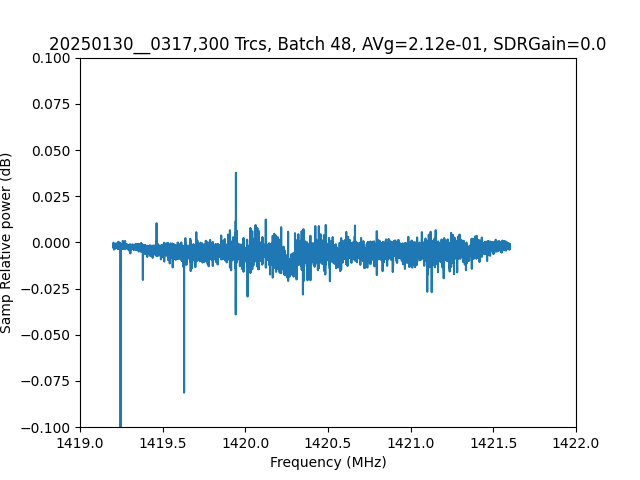 20250130__0317,300 Trcs, Batch 48, AVg=2.12e-01, SDRGain=0.0
0.100
0.075
0.050
0.025
0.000
−0.025
−0.050
−0.075
−0.100
Samp Relative power (dB)
1419.0 1419.5 1420.0 1420.5 1421.0 1421.5 1422.0
Frequency (MHz)